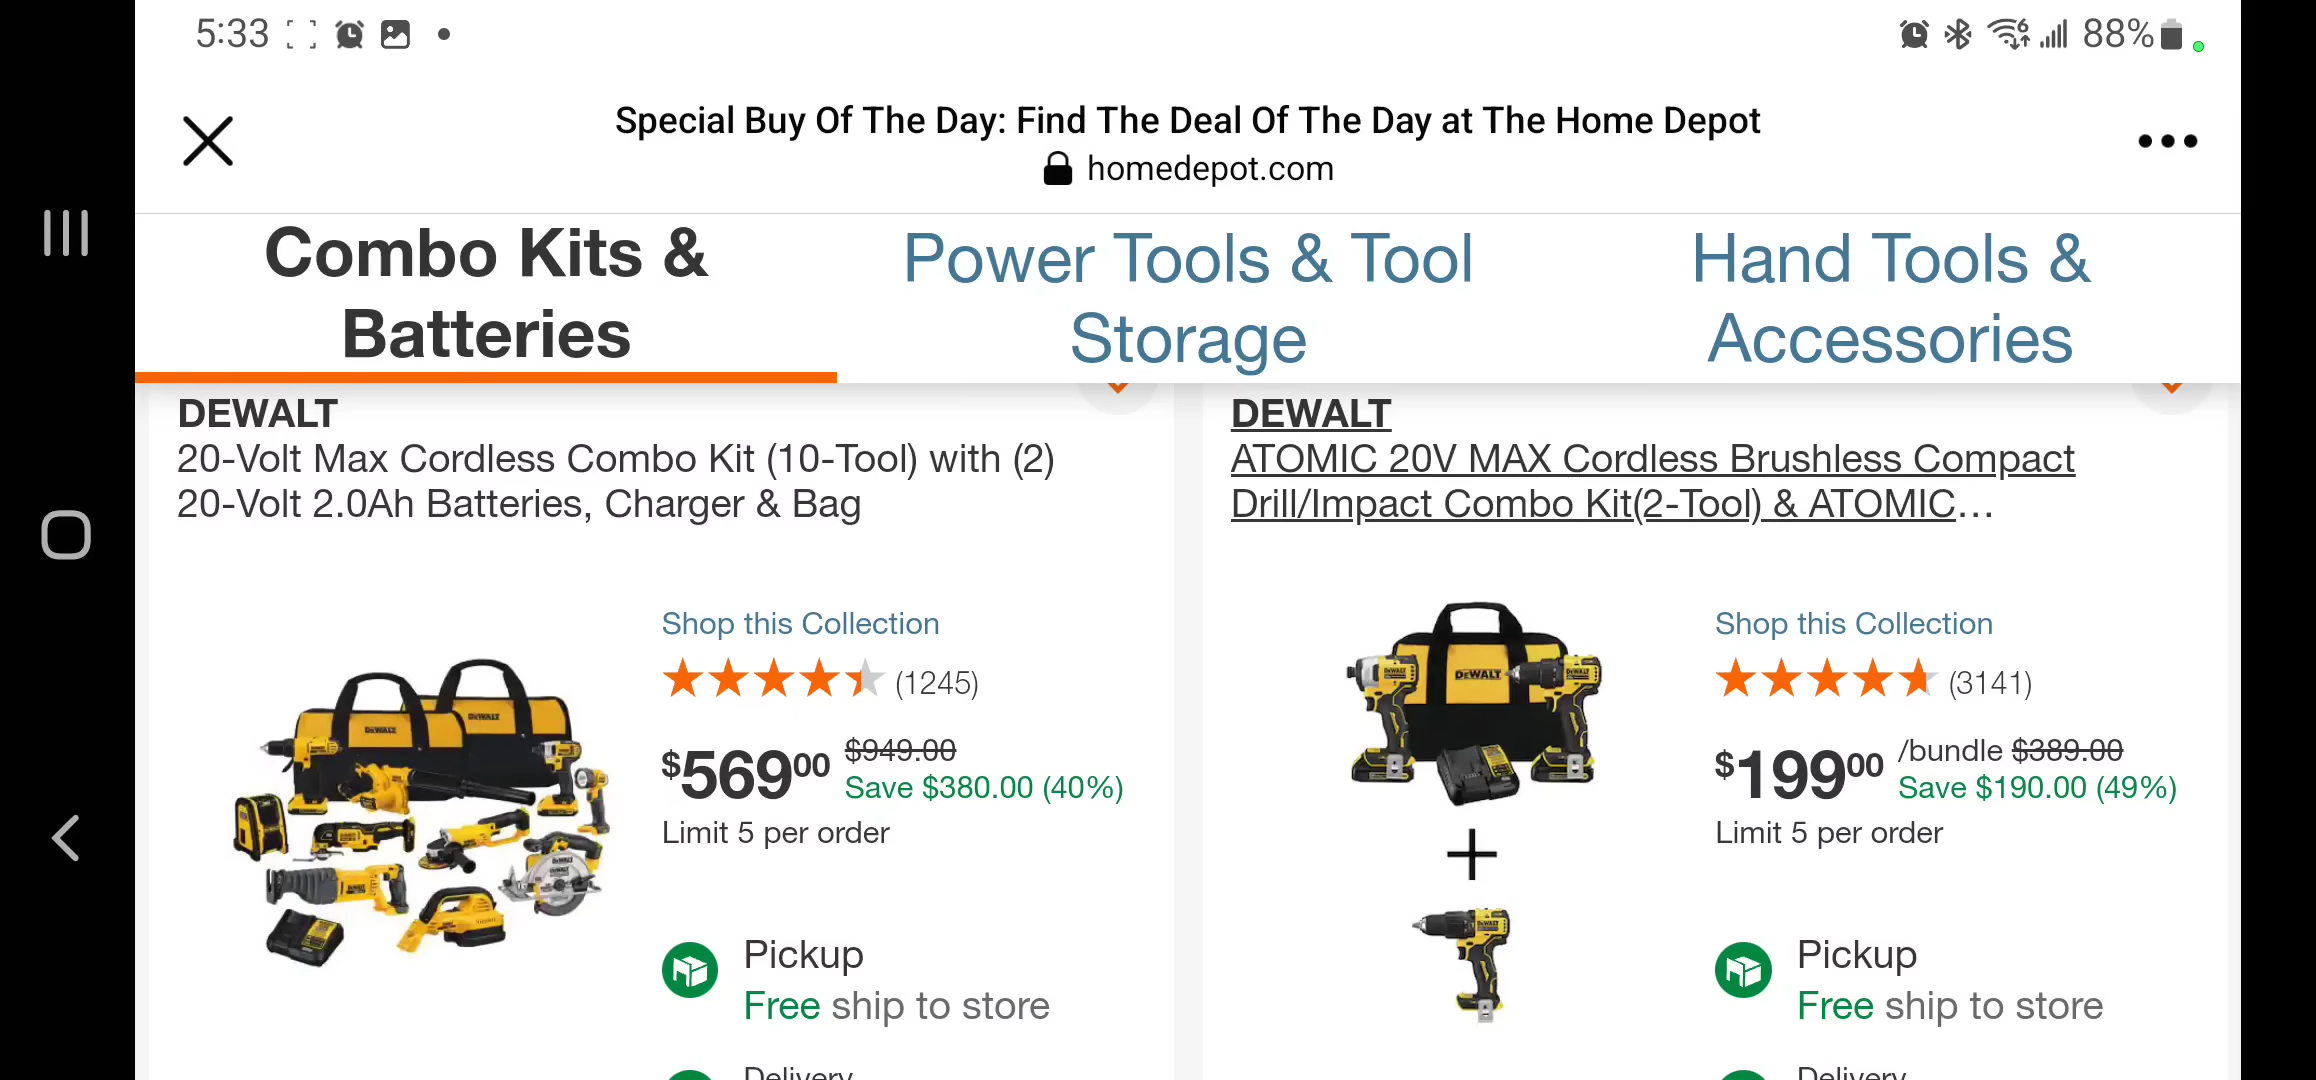 5:33
88%
Special Buy Of The Day: Find The Deal Of The Day at The Home Depot
homedepot.com
Combo Kits &
Batteries
Power Tools & Tool
Storage
Hand Tools &
Accessories
DEWALT
20-Volt Max Cordless Combo Kit (10-Tool) with (2)
20-Volt 2.0Ah Batteries, Charger & Bag
Shop this Collection
(1245)
$56900 $949.00
Save $380.00 (40%)
Limit 5 per order
Pickup
Free ship to store
Delivery
DEWALT
ATOMIC 20V MAX Cordless Brushless Compact
Drill/Impact Combo Kit(2-Tool) & ATOMIC...
DEWALT
Shop this Collection
(3141)
$19900 /bundle $389.00
Save $190.00 (49%)
Limit 5 per order
Pickup
Free ship to store
Delivery